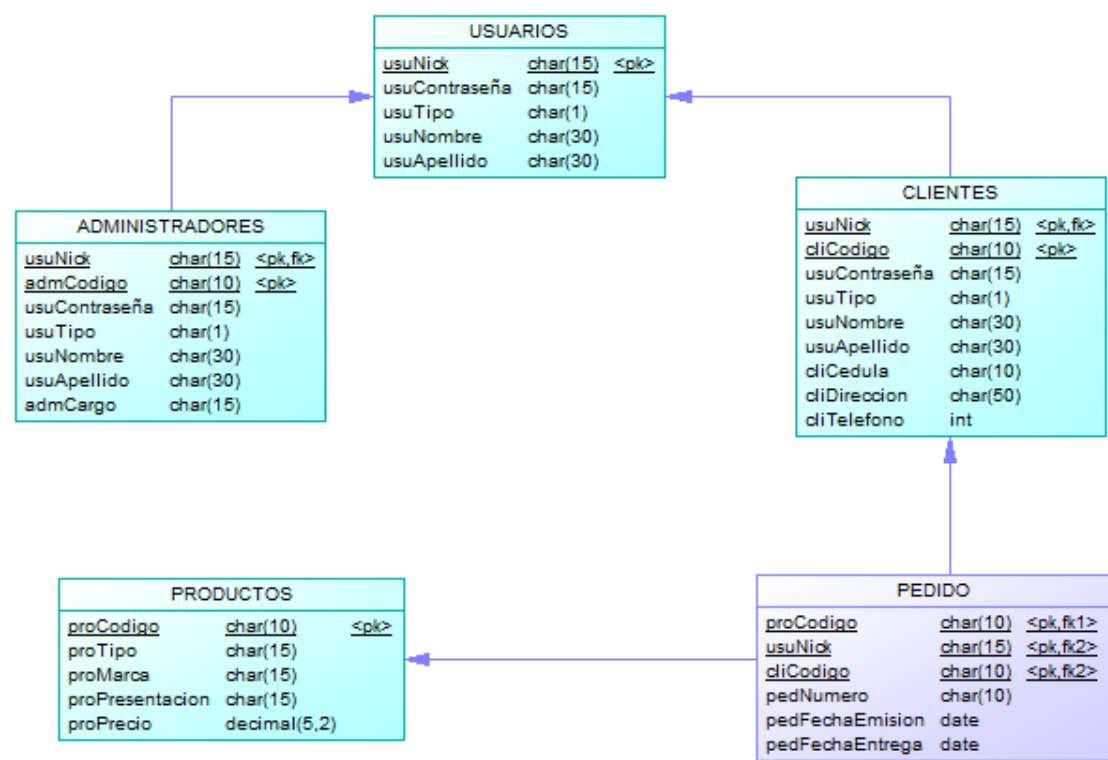 USUARIOS
usuNick char(15) <pk>
usuContraseña char(15)
usuTipo char(1)
usuNombre char(30)
usuApellido char(30)
ADMINISTRADORES
usuNick char(15) <pk,fk>
admCodigo char(10) <pk>
usuContraseña char(15)
usuTipo char(1)
usuNombre char(30)
usuApellido char(30)
admCargo char(15)
CLIENTES
usuNick char(15) <pk,fk>
cliCodigo char(10) <pk>
usuContraseña char(15)
usuTipo char(1)
usuNombre char(30)
usuApellido char(30)
cliCedula char(10)
cliDireccion char(50)
cliTelefono int
PRODUCTOS
proCodigo char(10) <pk>
proTipo char(15)
proMarca char(15)
proPresentacion char(15)
proPrecio decimal(5,2)
PEDIDO
proCodigo char(10) <pk,fk1>
usuNick char(15) <pk,fk2>
cliCodigo char(10) <pk,fk2>
pedNumero char(10)
pedFechaEmision date
pedFechaEntrega date